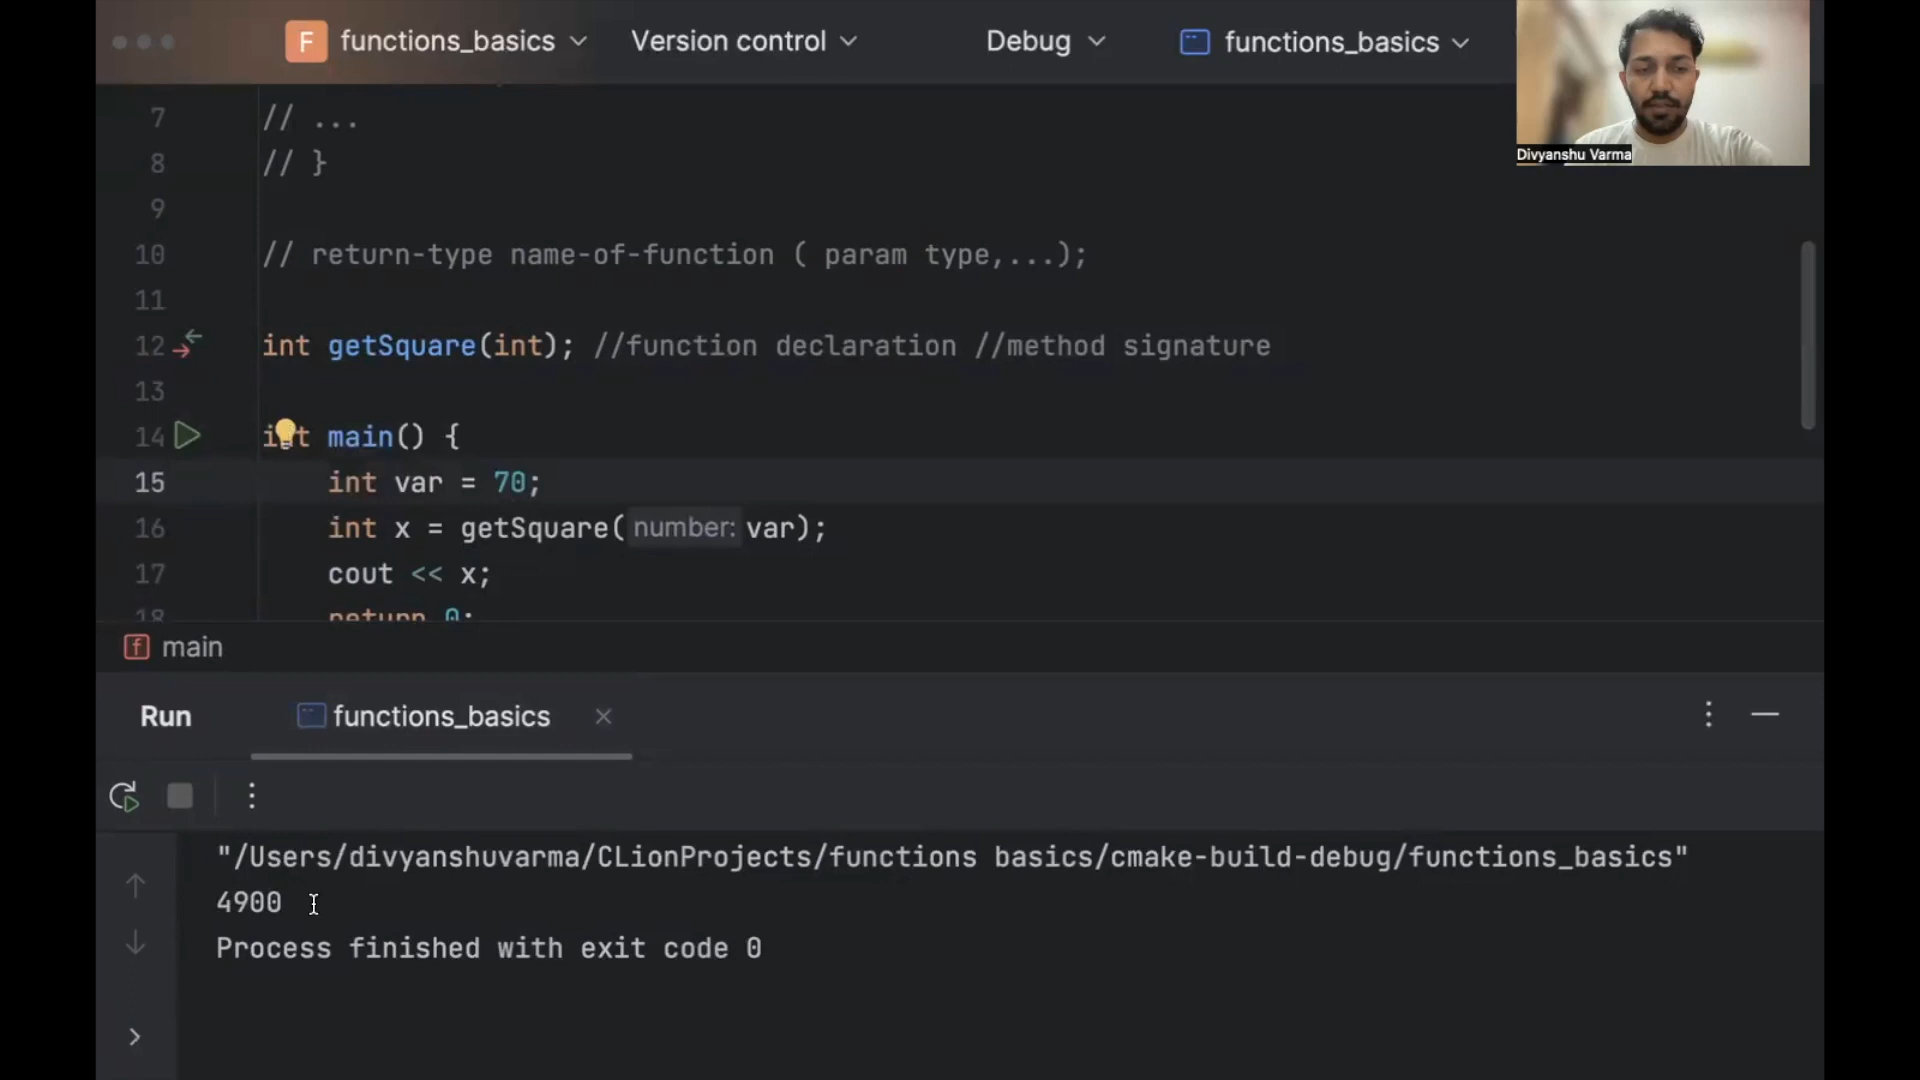 F functions_basics Version control Debug functions_basics
Divyanshu Varma
7 // ...
8 // }
9
10 // return-type name-of-function ( param type,...);
11
12 int getSquare(int); //function declaration //method signature
13
14 int main() {
15 int var = 70;
16 int x = getSquare( number: var);
17 cout << x;
18 return 0;
f main
Run functions_basics
"/Users/divyanshuvarma/CLionProjects/functions basics/cmake-build-debug/functions_basics"
4900
Process finished with exit code 0